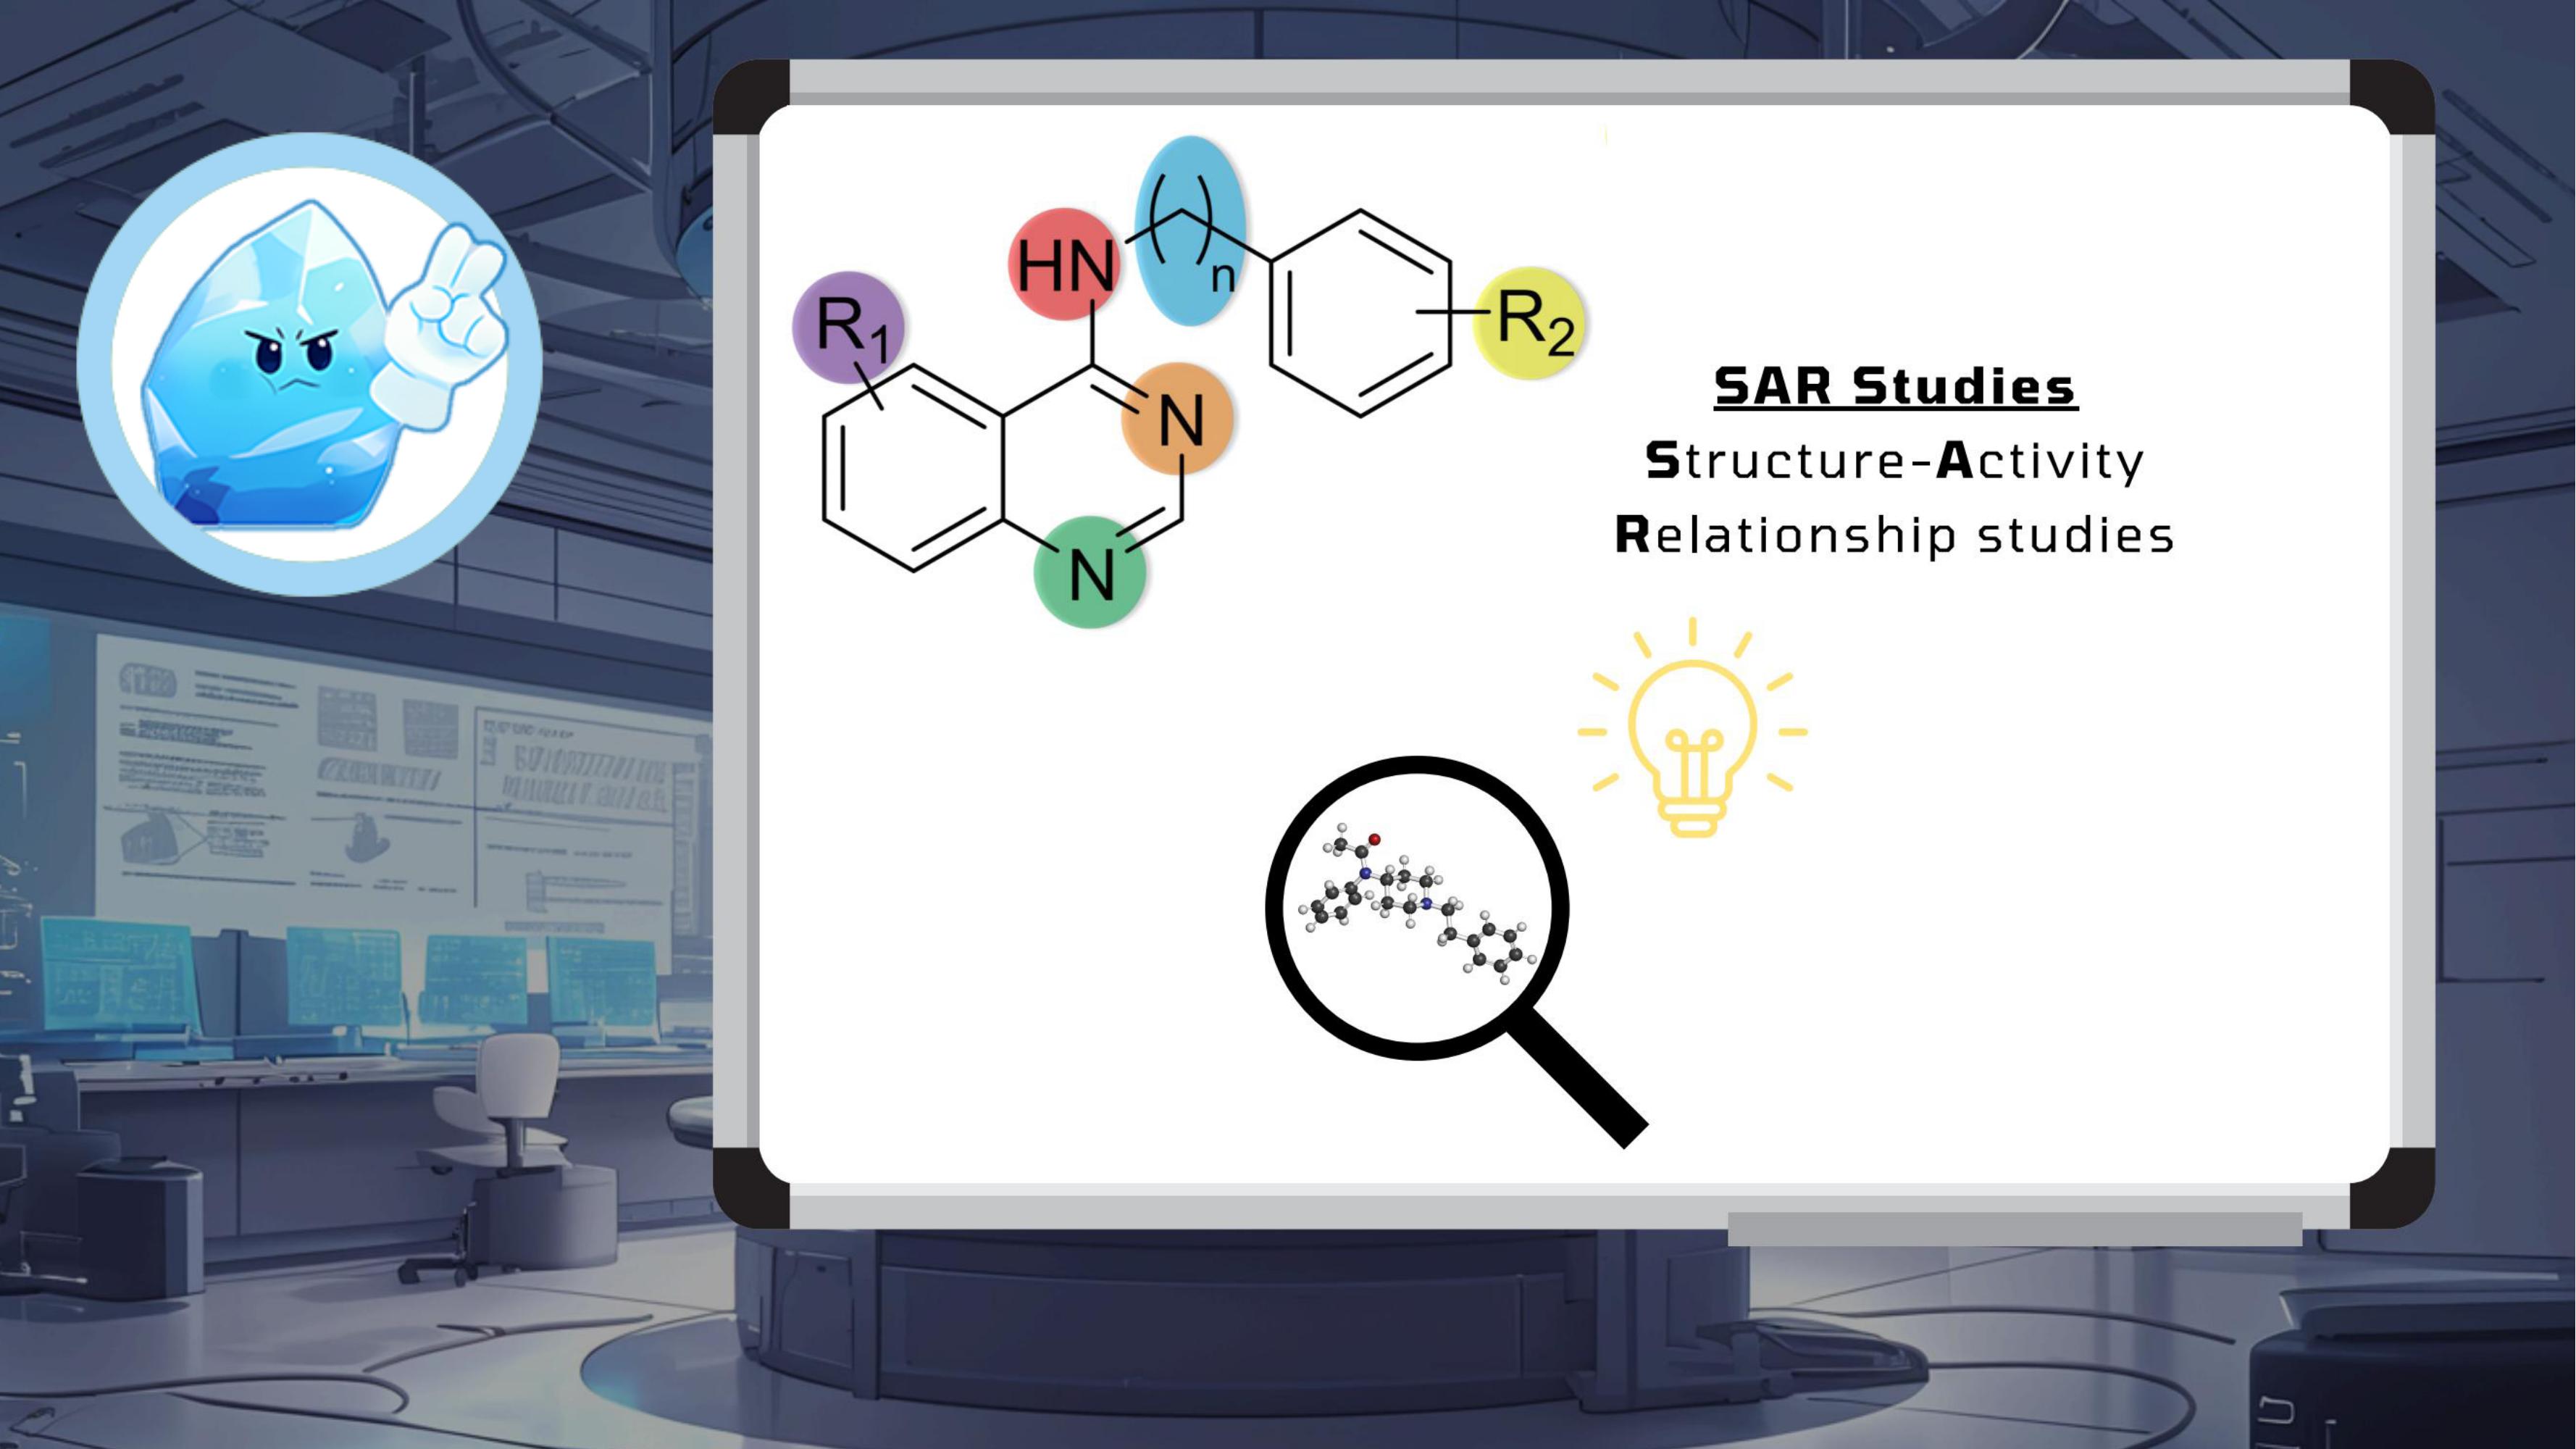 HN
n
R1
R2
N
N
SAR Studies
Structure-Activity
Relationship studies